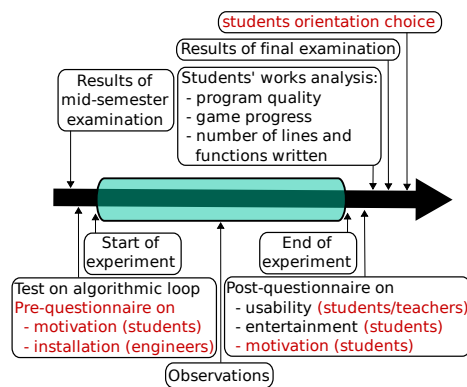 students orientation choice
Results of final examination
Results of
mid-semester
examination
Students' works analysis:
- program quality
- game progress
- number of lines and
functions written
Start of
experiment
End of
experiment
Test on algorithmic loop
Pre-questionnaire on
- motivation (students)
- installation (engineers)
Post-questionnaire on
- usability (students/teachers)
- entertainment (students)
- motivation (students)
Observations